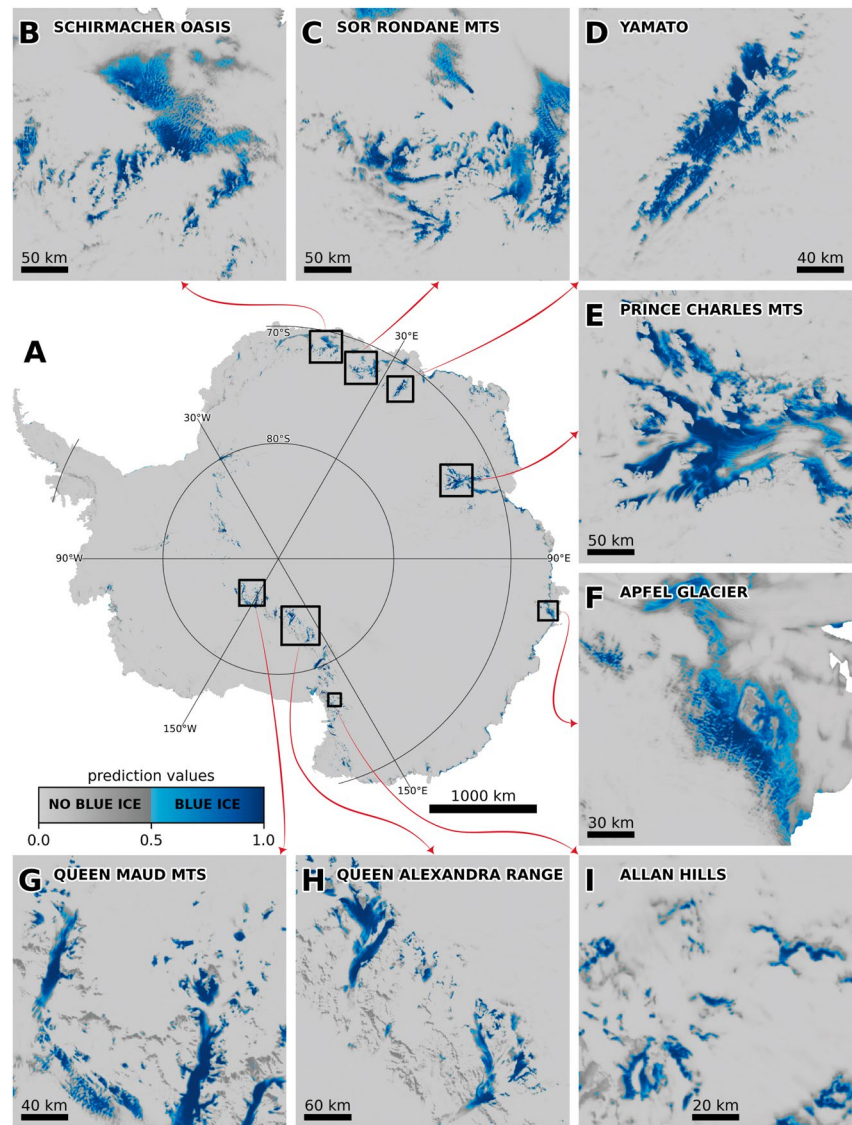 B SCHIRMACHER OASIS
50 km
C SOR RONDANE MTS
50 km
D YAMATO
40 km
A
70°S
30°E
30°W
80°S
90°W
90°E
150°W
150°E
1000 km
prediction values
NO BLUE ICE BLUE ICE
0.0 0.5 1.0
E PRINCE CHARLES MTS
50 km
F APFEL GLACIER
30 km
G QUEEN MAUD MTS
40 km
H QUEEN ALEXANDRA RANGE
60 km
I ALLAN HILLS
20 km